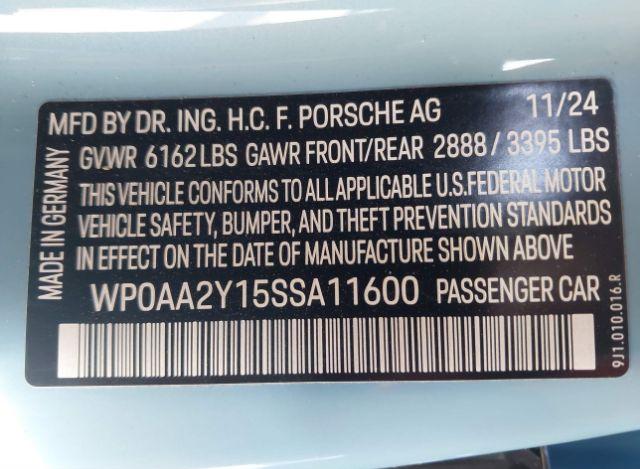 MFD BY DR. ING. H.C. F. PORSCHE AG 11/24
GVWR 6162 LBS GAWR FRONT/REAR 2888 / 3395 LBS
THIS VEHICLE CONFORMS TO ALL APPLICABLE U.S. FEDERAL MOTOR
VEHICLE SAFETY, BUMPER, AND THEFT PREVENTION STANDARDS
IN EFFECT ON THE DATE OF MANUFACTURE SHOWN ABOVE
WP0AA2Y15SSA11600 PASSENGER CAR
MADE IN GERMANY
9J1.010.016.R